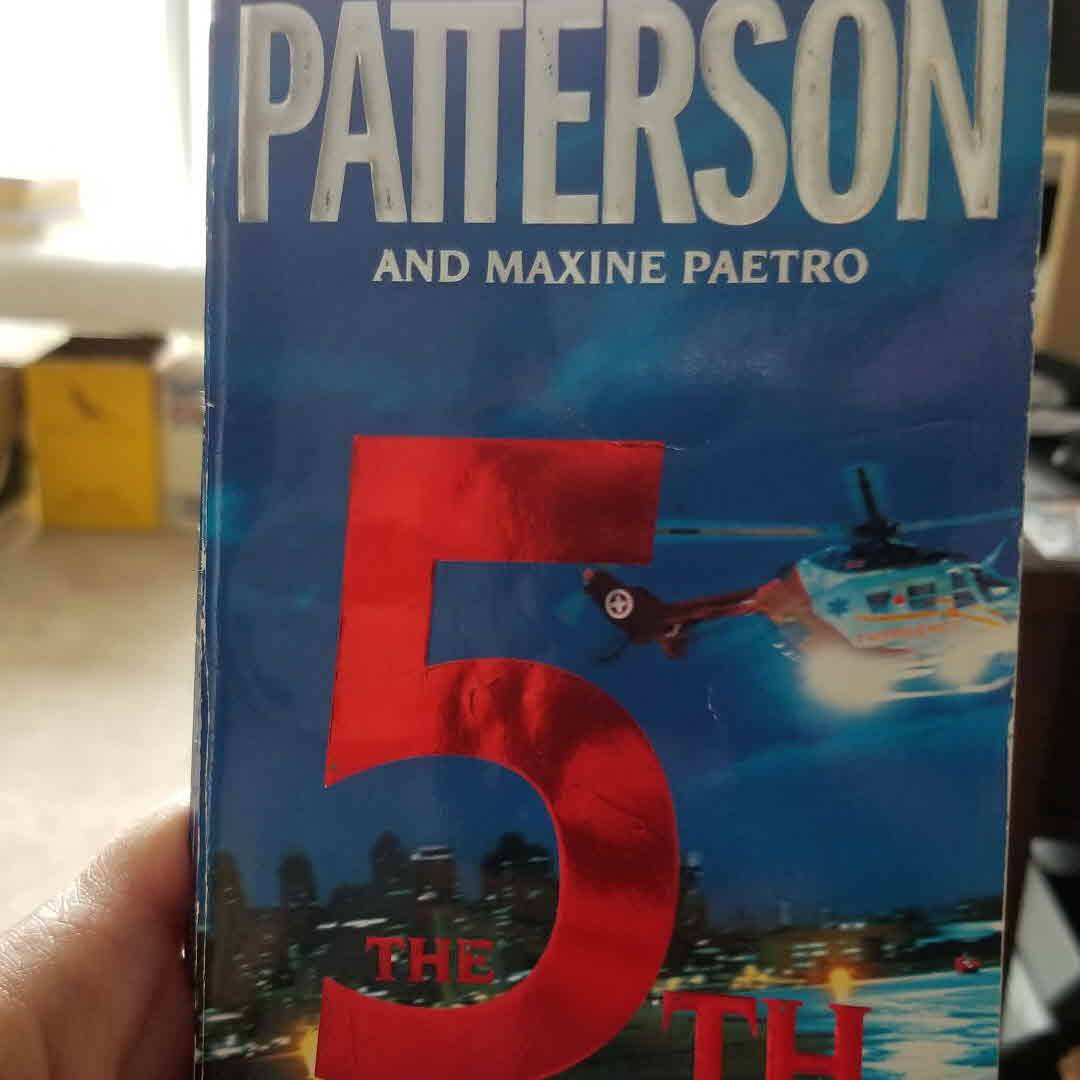 PATTERSON
AND MAXINE PAETRO
5
THE
TH